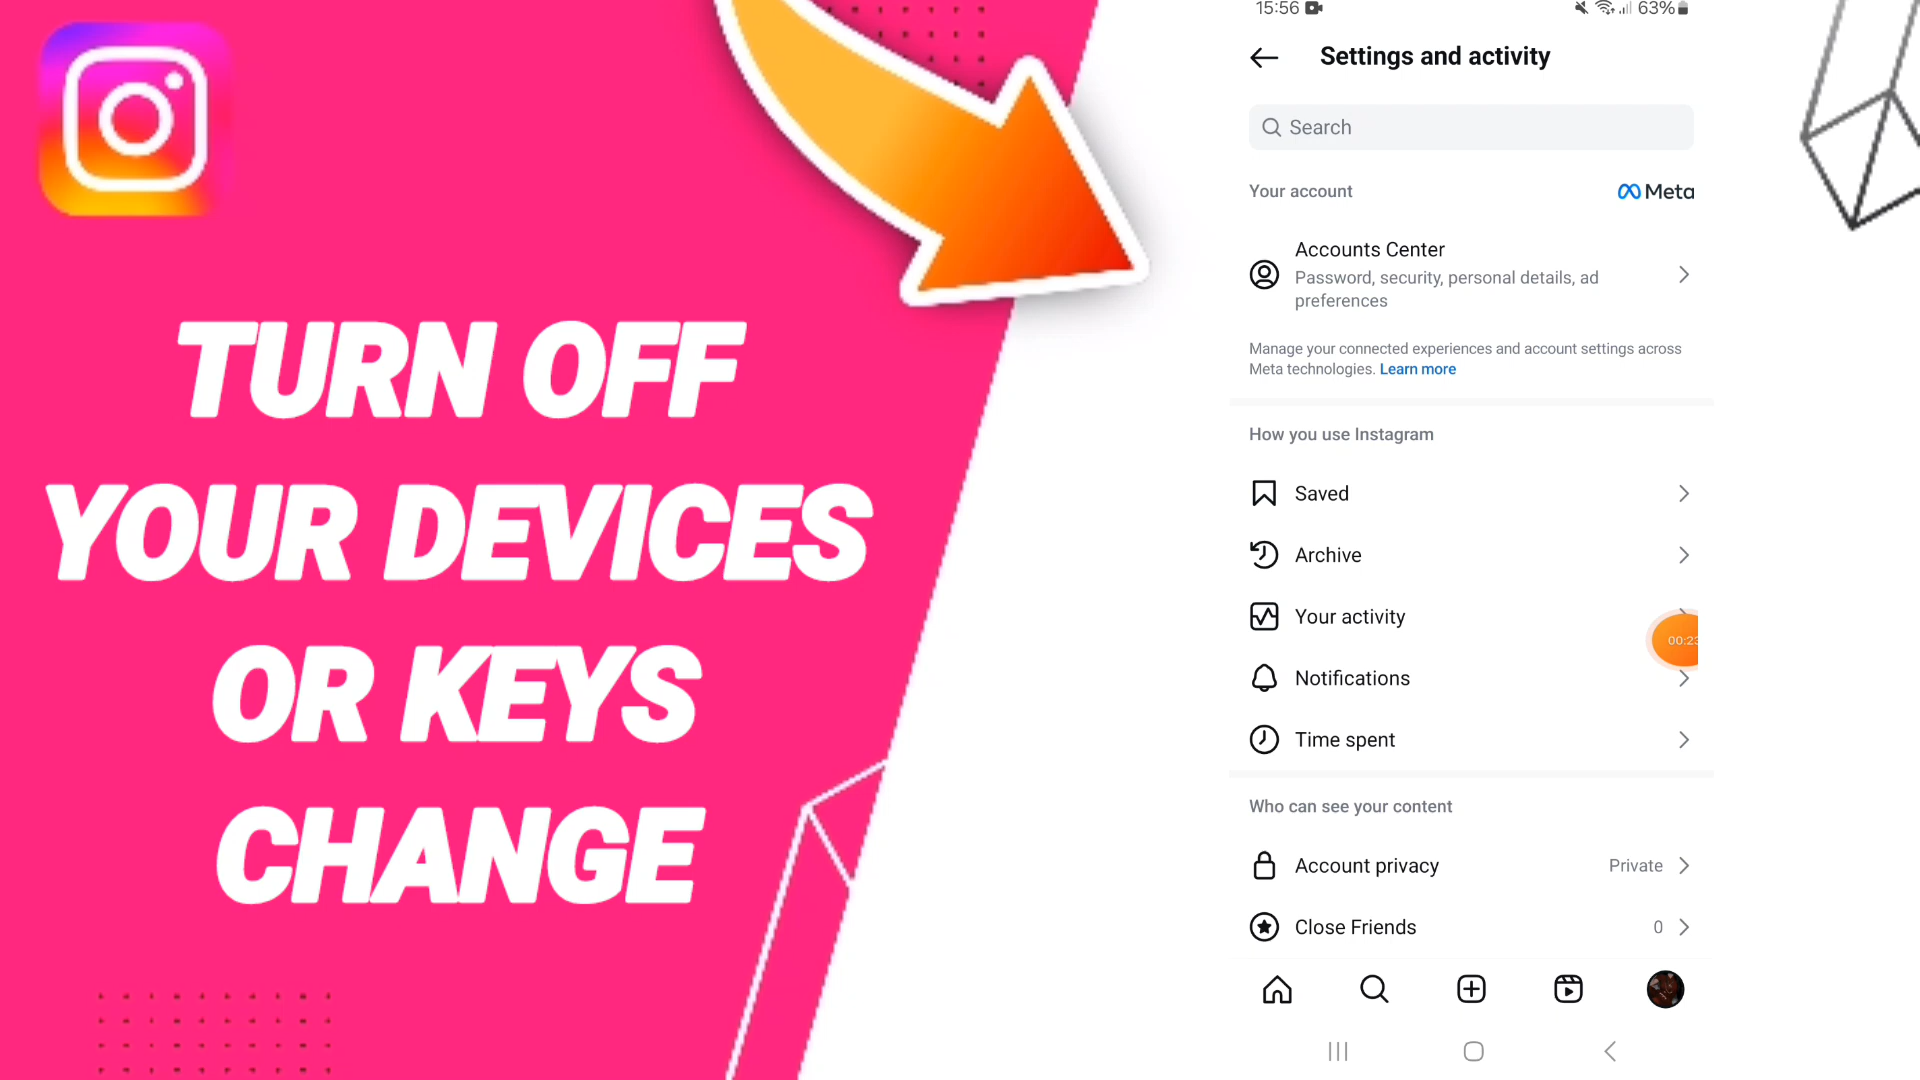 TURN OFF
YOUR DEVICES
OR KEYS
CHANGE
15:56
63%
Settings and activity
Search
Your account
Meta
Accounts Center
Password, security, personal details, ad
preferences
Manage your connected experiences and account settings across
Meta technologies. Learn more
How you use Instagram
Saved
Archive
Your activity
00:23
Notifications
Time spent
Who can see your content
Account privacy
Private
Close Friends
0